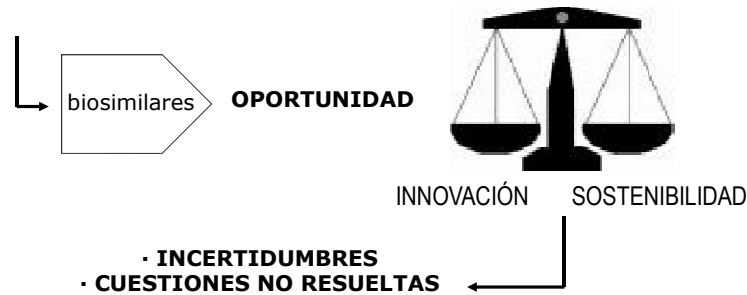 biosimilares
OPORTUNIDAD
INNOVACIÓN
SOSTENIBILIDAD
· INCERTIDUMBRES
· CUESTIONES NO RESUELTAS